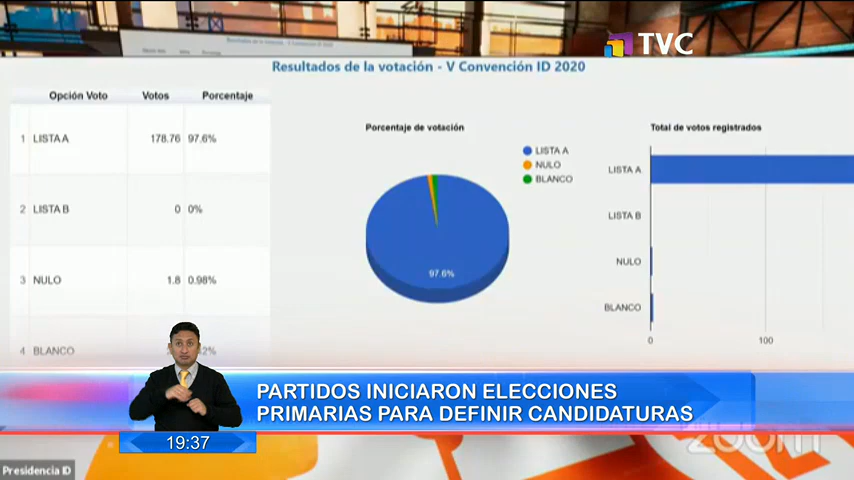 TVC
Resultados de la votación - V Convención ID 2020
Opción Voto Votos Porcentaje
1 LISTA A 178.76 97.6%
2 LISTA B 0 0%
3 NULO 1.8 0.98%
4 BLANCO
Porcentaje de votación
LISTA A
NULO
BLANCO
97.6%
Total de votos registrados
LISTA A
LISTA B
NULO
BLANCO
0 100
PARTIDOS INICIARON ELECCIONES
PRIMARIAS PARA DEFINIR CANDIDATURAS
19:37
zoom
Presidencia ID